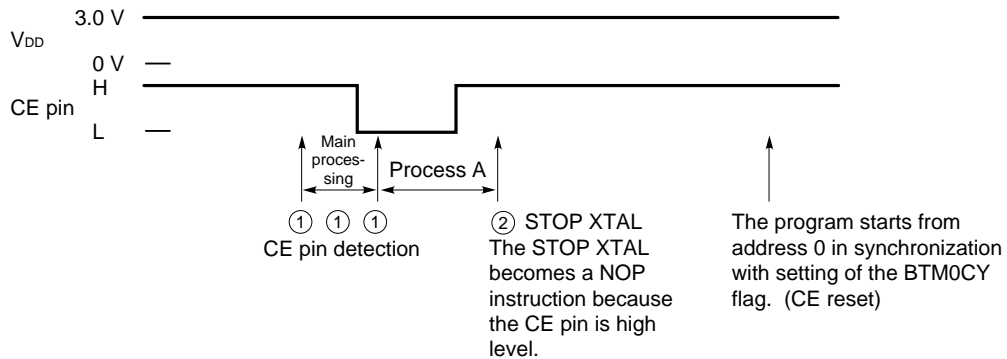 3.0 V
VDD
0 V
H
CE pin
L
Main
proces-
sing
Process A
① ① ①
CE pin detection
② STOP XTAL
The STOP XTAL
becomes a NOP
instruction because
the CE pin is high
level.
The program starts from
address 0 in synchronization
with setting of the BTM0CY
flag. (CE reset)